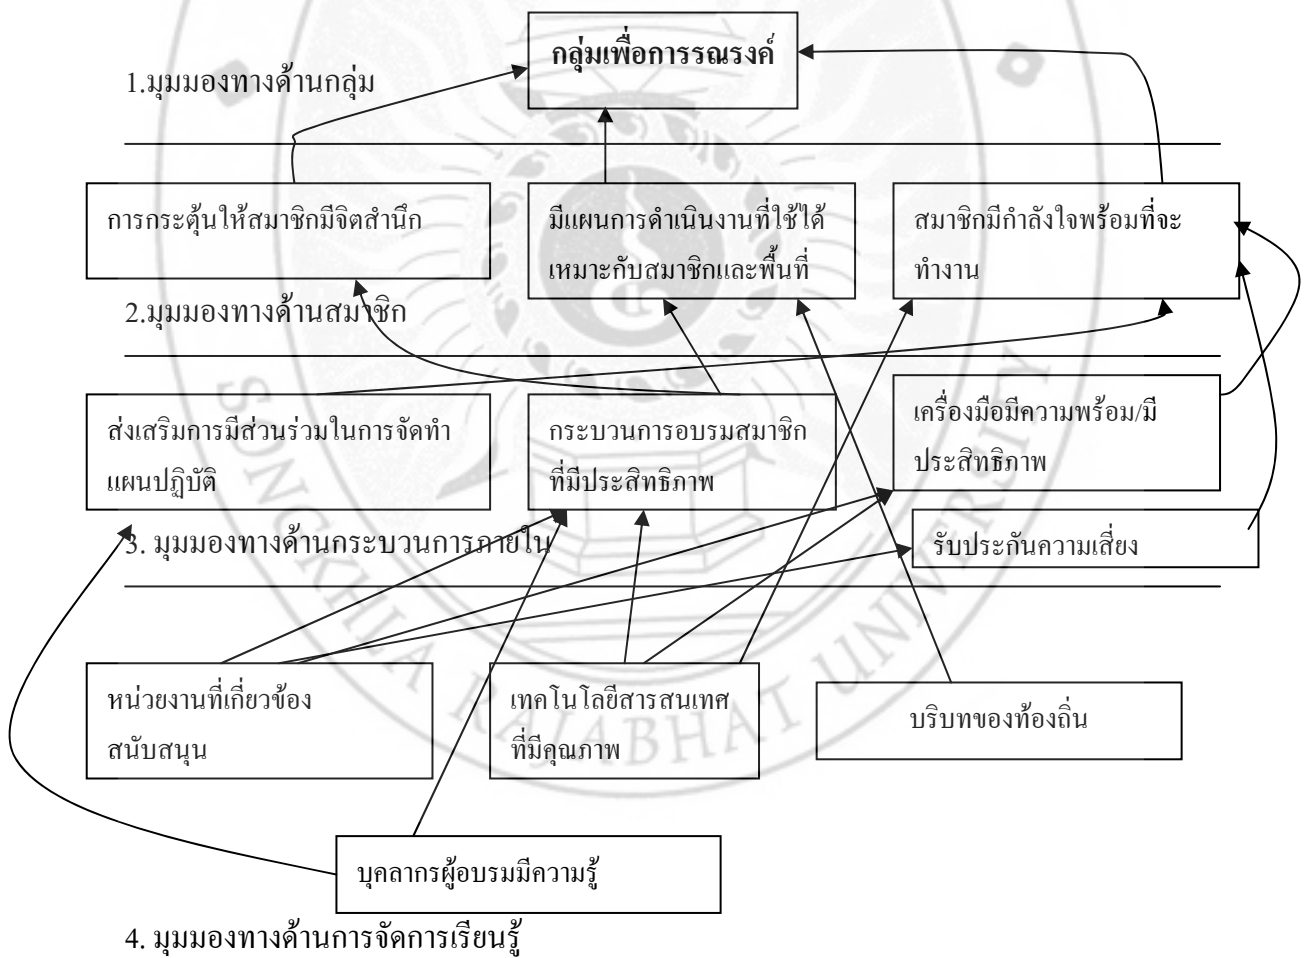 กลุ่มเพื่อการรณรงค์
1.มุมมองทางด้านกลุ่ม
การกระตุ้นให้สมาชิกมีจิตสำนึก
มีแผนการดำเนินงานที่ใช้ได้
เหมาะกับสมาชิกและพื้นที่
สมาชิกมีกำลังใจพร้อมที่จะ
ทำงาน
2.มุมมองทางด้านสมาชิก
ส่งเสริมการมีส่วนร่วมในการจัดทำ
แผนปฏิบัติ
กระบวนการอบรมสมาชิก
ที่มีประสิทธิภาพ
เครื่องมือมีความพร้อม/มี
ประสิทธิภาพ
3. มุมมองทางด้านกระบวนการภายใน
รับประกันความเสี่ยง
หน่วยงานที่เกี่ยวข้อง
สนับสนุน
เทคโนโลยีสารสนเทศ
ที่มีคุณภาพ
บริบทของท้องถิ่น
บุคลากรผู้อบรมมีความรู้
4. มุมมองทางด้านการจัดการเรียนรู้
SONGKHLA RAJABHAT UNIVERSITY